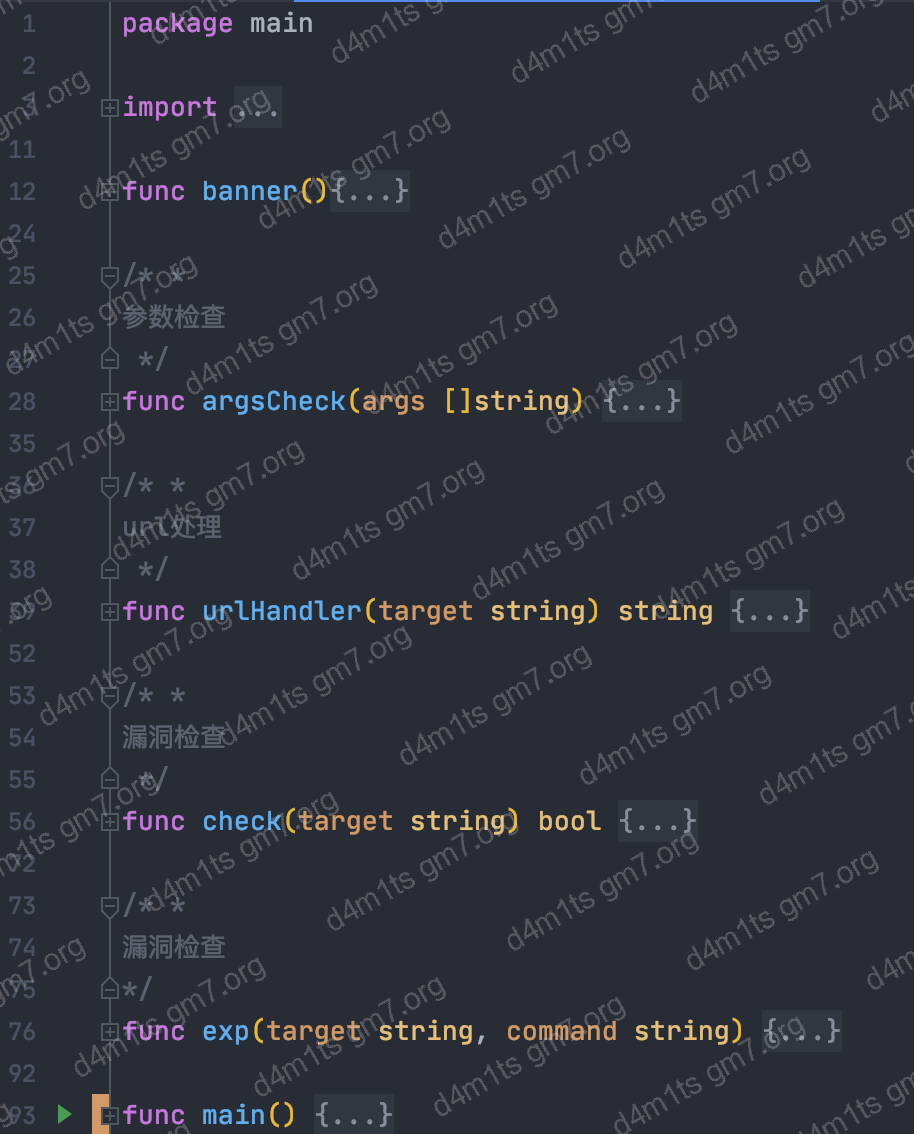 1 package main
2
3 import ...
11
12 func banner(){...}
24
25 /* *
26 参数检查
27 */
28 func argsCheck(args []string) {...}
35
36 /* *
37 url处理
38 */
39 func urlHandler(target string) string {...}
52
53 /* *
54 漏洞检查
55 */
56 func check(target string) bool {...}
72
73 /* *
74 漏洞检查
75 */
76 func exp(target string, command string) {...}
92
93 func main() {...}
d4m1ts gm7.org